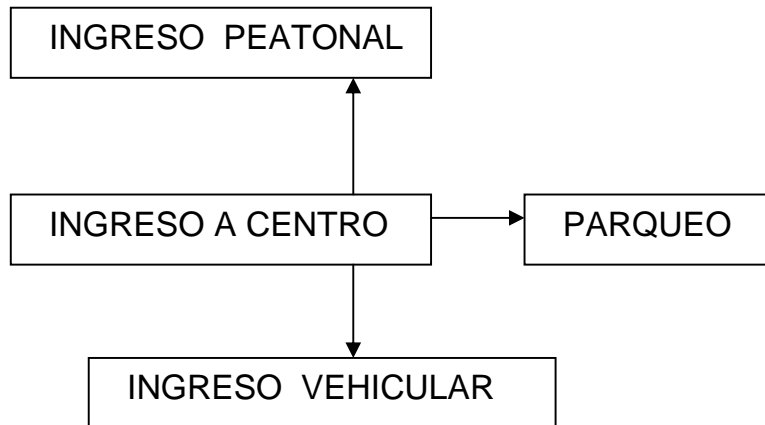 INGRESO PEATONAL
INGRESO A CENTRO
PARQUEO
INGRESO VEHICULAR